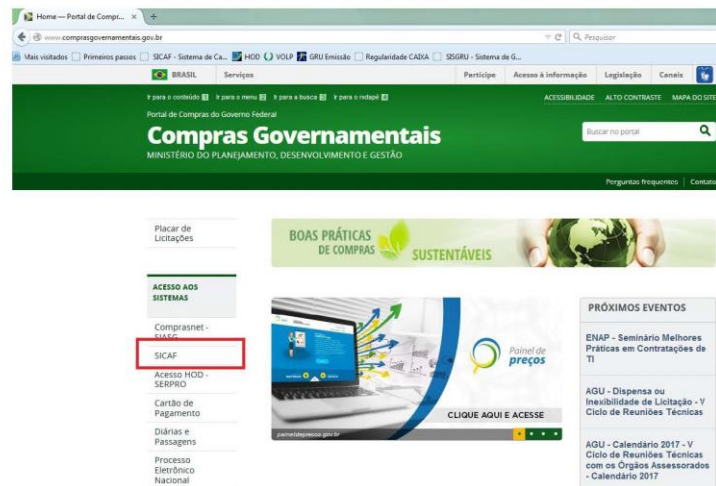 Home — Portal de Compr...
www.comprasgovernamentais.gov.br
Pesquisar
Mais visitados Primeiros passos SICAF - Sistema de Ca... HOD VOLP GRU Emissão Regularidade CAIXA SISGRU - Sistema de G...
BRASIL Serviços Participe Acesso à informação Legislação Canais
Ir para o conteúdo 1 Ir para o menu 2 Ir para a busca 3 Ir para o rodapé 4 ACESSIBILIDADE ALTO CONTRASTE MAPA DO SITE
Portal de Compras do Governo Federal
Compras Governamentais
Buscar no portal
MINISTÉRIO DO PLANEJAMENTO, DESENVOLVIMENTO E GESTÃO
Perguntas frequentes | Contato
Placar de
Licitações
BOAS PRÁTICAS
DE COMPRAS
SUSTENTÁVEIS
ACESSO AOS
SISTEMAS
Comprasnet -
SIASG
SICAF
Acesso HOD -
SERPRO
Cartão de
Pagamento
Diárias e
Passagens
Processo
Eletrônico
Nacional
Painel de
preços
CLIQUE AQUI E ACESSE
paineldeprecos.gov.br
PRÓXIMOS EVENTOS
ENAP - Seminário Melhores
Práticas em Contratações de
TI
AGU - Dispensa ou
Inexibilidade de Licitação - V
Ciclo de Reuniões Técnicas
AGU - Calendário 2017 - V
Ciclo de Reuniões Técnicas
com os Órgãos Assessorados
- Calendário 2017